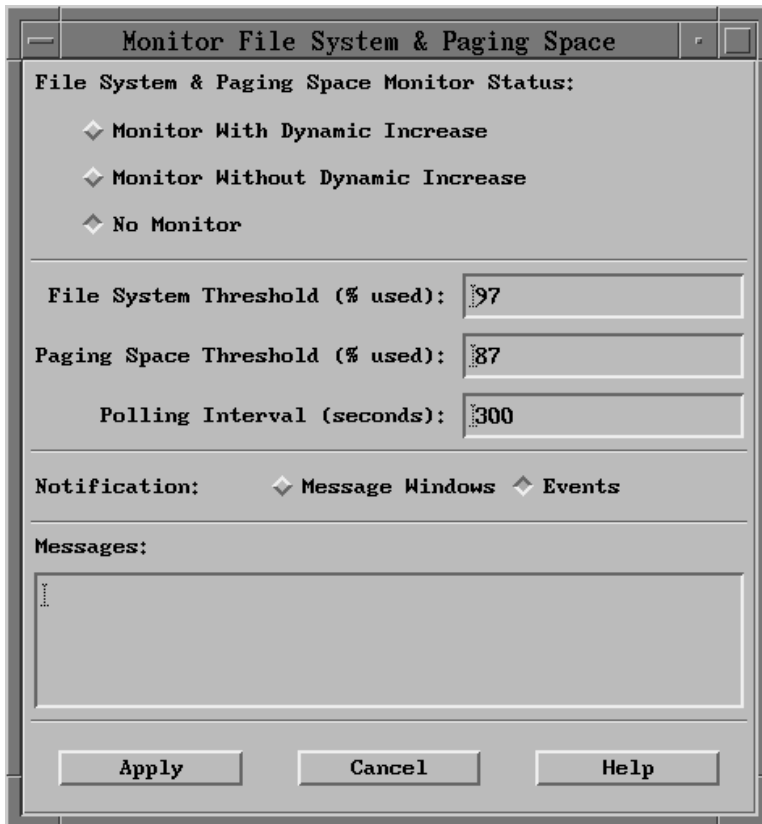 Monitor File System & Paging Space
File System & Paging Space Monitor Status:
Monitor With Dynamic Increase
Monitor Without Dynamic Increase
No Monitor
File System Threshold (% used): 97
Paging Space Threshold (% used): 87
Polling Interval (seconds): 300
Notification: Message Windows Events
Messages:
Apply Cancel Help